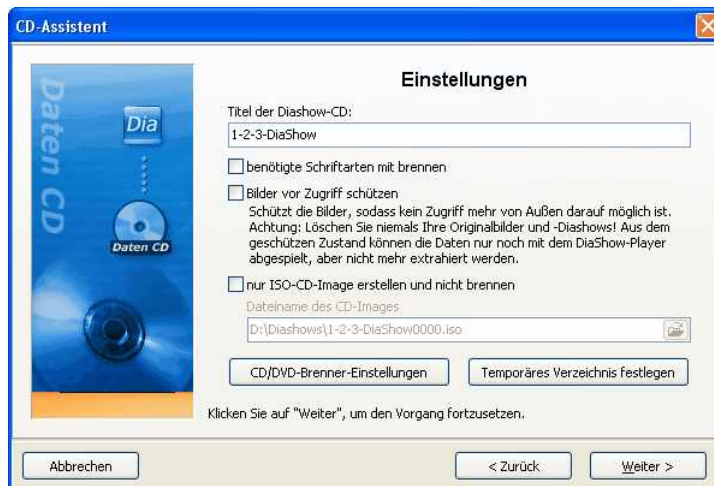 CD-Assistent
Daten CD
Dia
Daten CD
Einstellungen
Titel der Diashow-CD:
1-2-3-DiaShow
benötigte Schriftarten mit brennen
Bilder vor Zugriff schützen
Schützt die Bilder, sodass kein Zugriff mehr von Außen darauf möglich ist.
Achtung: Löschen Sie niemals Ihre Originalbilder und -Diashows! Aus dem
geschützen Zustand können die Daten nur noch mit dem DiaShow-Player
abgespielt, aber nicht mehr extrahiert werden.
nur ISO-CD-Image erstellen und nicht brennen
Dateiname des CD-Images
D:\Diashows\1-2-3-DiaShow0000.iso
CD/DVD-Brenner-Einstellungen
Temporäres Verzeichnis festlegen
Klicken Sie auf "Weiter", um den Vorgang fortzusetzen.
Abbrechen
< Zurück
Weiter >